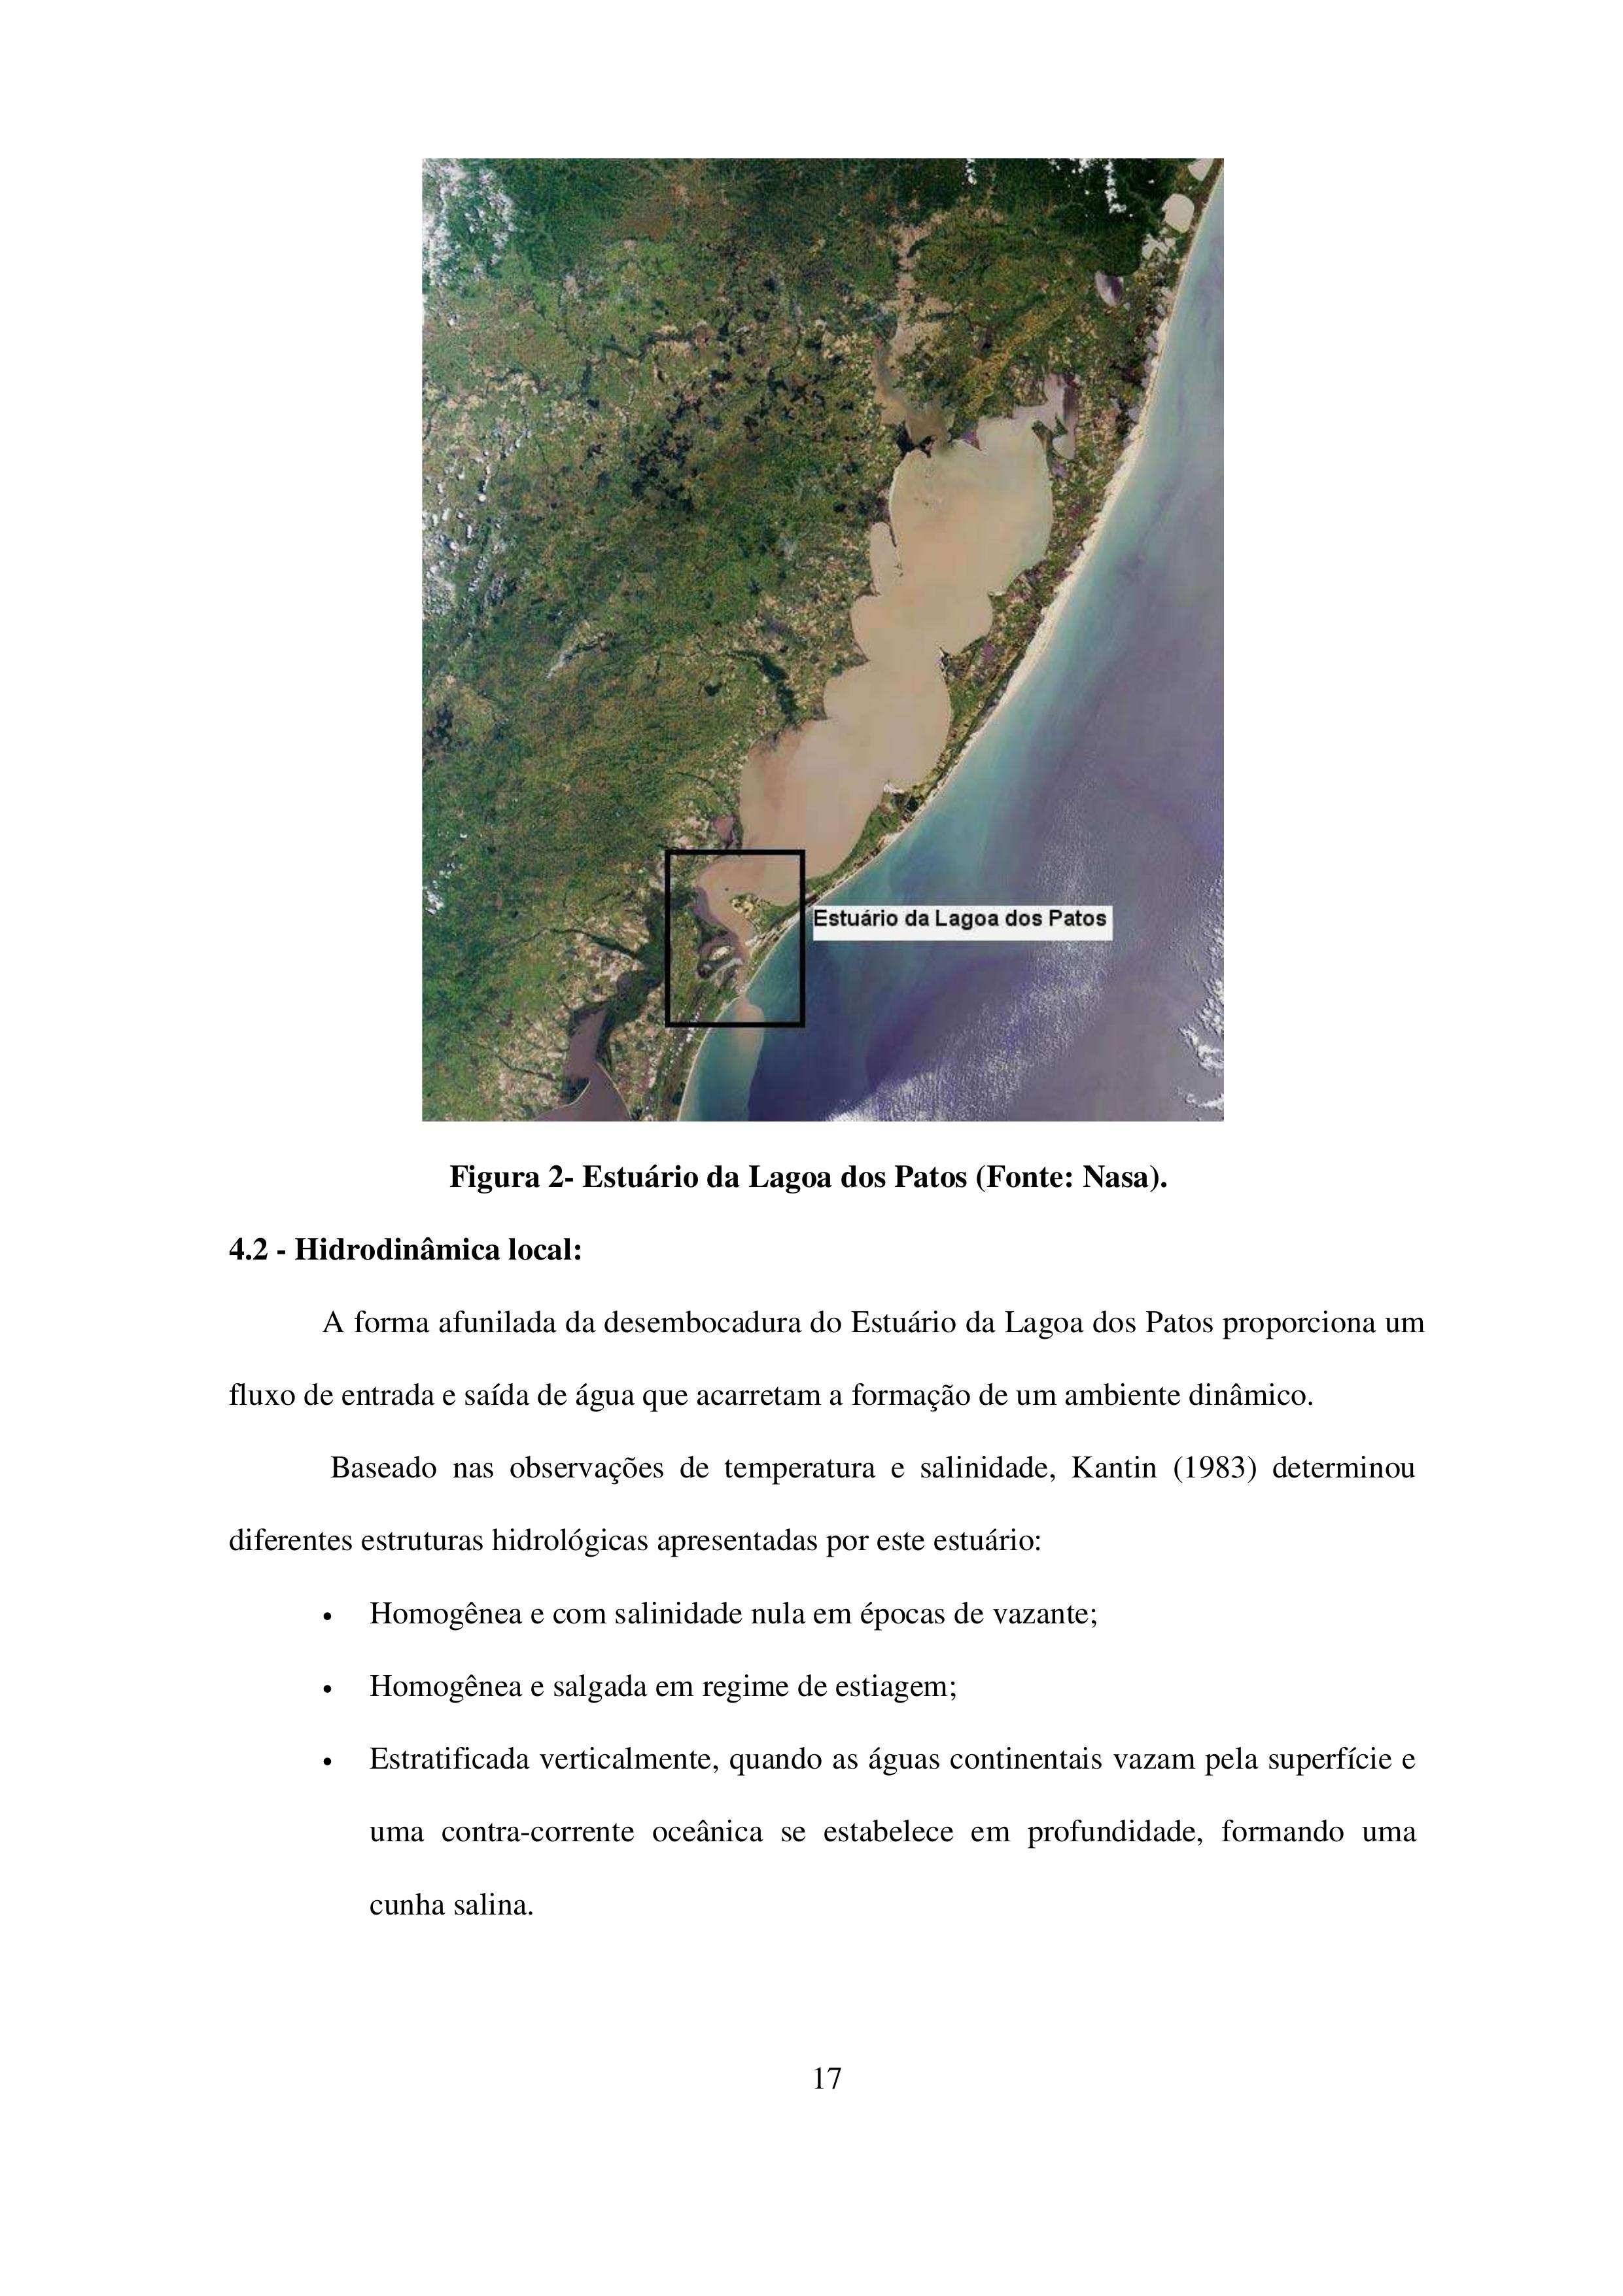 Estuário da Lagoa dos Patos
Figura 2- Estuário da Lagoa dos Patos (Fonte: Nasa).
4.2 - Hidrodinâmica local:
A forma afunilada da desembocadura do Estuário da Lagoa dos Patos proporciona um
fluxo de entrada e saída de água que acarretam a formação de um ambiente dinâmico.
Baseado nas observações de temperatura e salinidade, Kantin (1983) determinou
diferentes estruturas hidrológicas apresentadas por este estuário:
• Homogênea e com salinidade nula em épocas de vazante;
• Homogênea e salgada em regime de estiagem;
• Estratificada verticalmente, quando as águas continentais vazam pela superfície e
uma contra-corrente oceânica se estabelece em profundidade, formando uma
cunha salina.
17